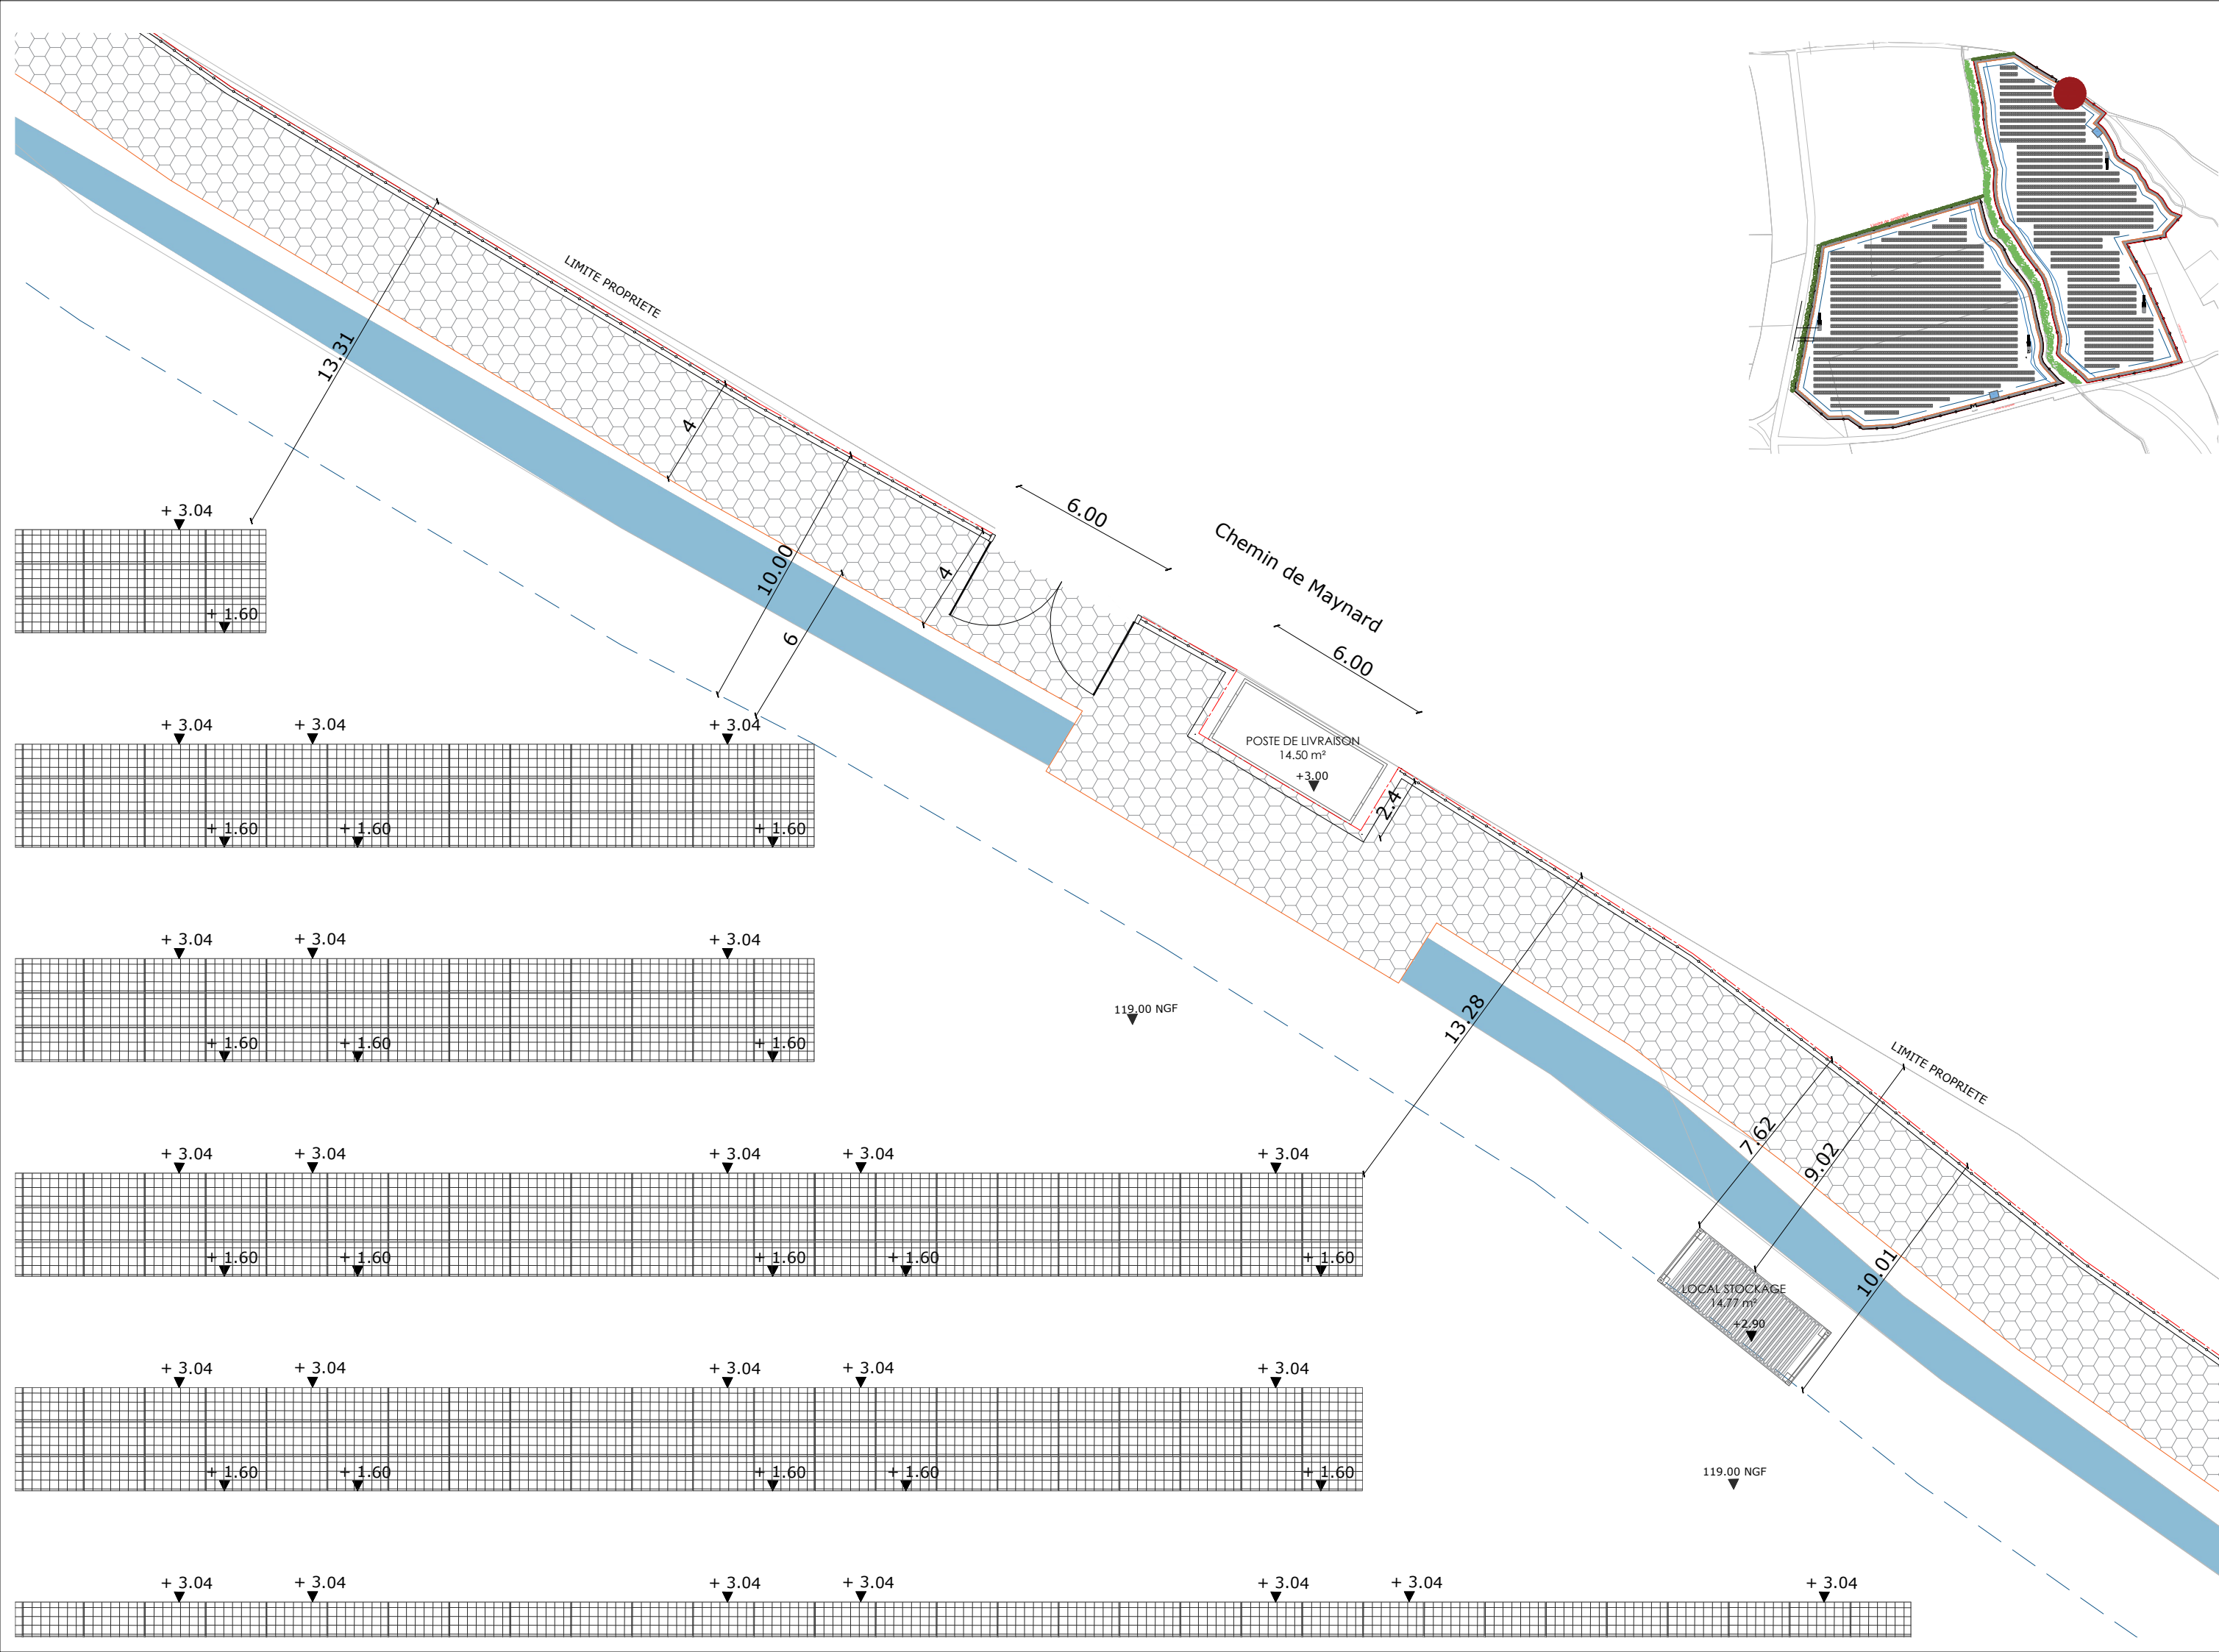 LIMITE PROPRIETE
13.31
4
10.00
4
6
6.00
Chemin de Maynard
6.00
POSTE DE LIVRAISON
14.50 m²
+3.00
2.4
13.28
119.00 NGF
LIMITE PROPRIETE
7.62
9.02
10.01
LOCAL STOCKAGE
14.77 m²
+2.90
119.00 NGF
+ 3.04
+ 1.60
+ 3.04 + 3.04 + 3.04
+ 1.60 + 1.60 + 1.60
+ 3.04 + 3.04 + 3.04
+ 1.60 + 1.60 + 1.60
+ 3.04 + 3.04 + 3.04 + 3.04 + 3.04
+ 1.60 + 1.60 + 1.60 + 1.60 + 1.60
+ 3.04 + 3.04 + 3.04 + 3.04 + 3.04
+ 1.60 + 1.60 + 1.60 + 1.60 + 1.60
+ 3.04 + 3.04 + 3.04 + 3.04 + 3.04 + 3.04 + 3.04